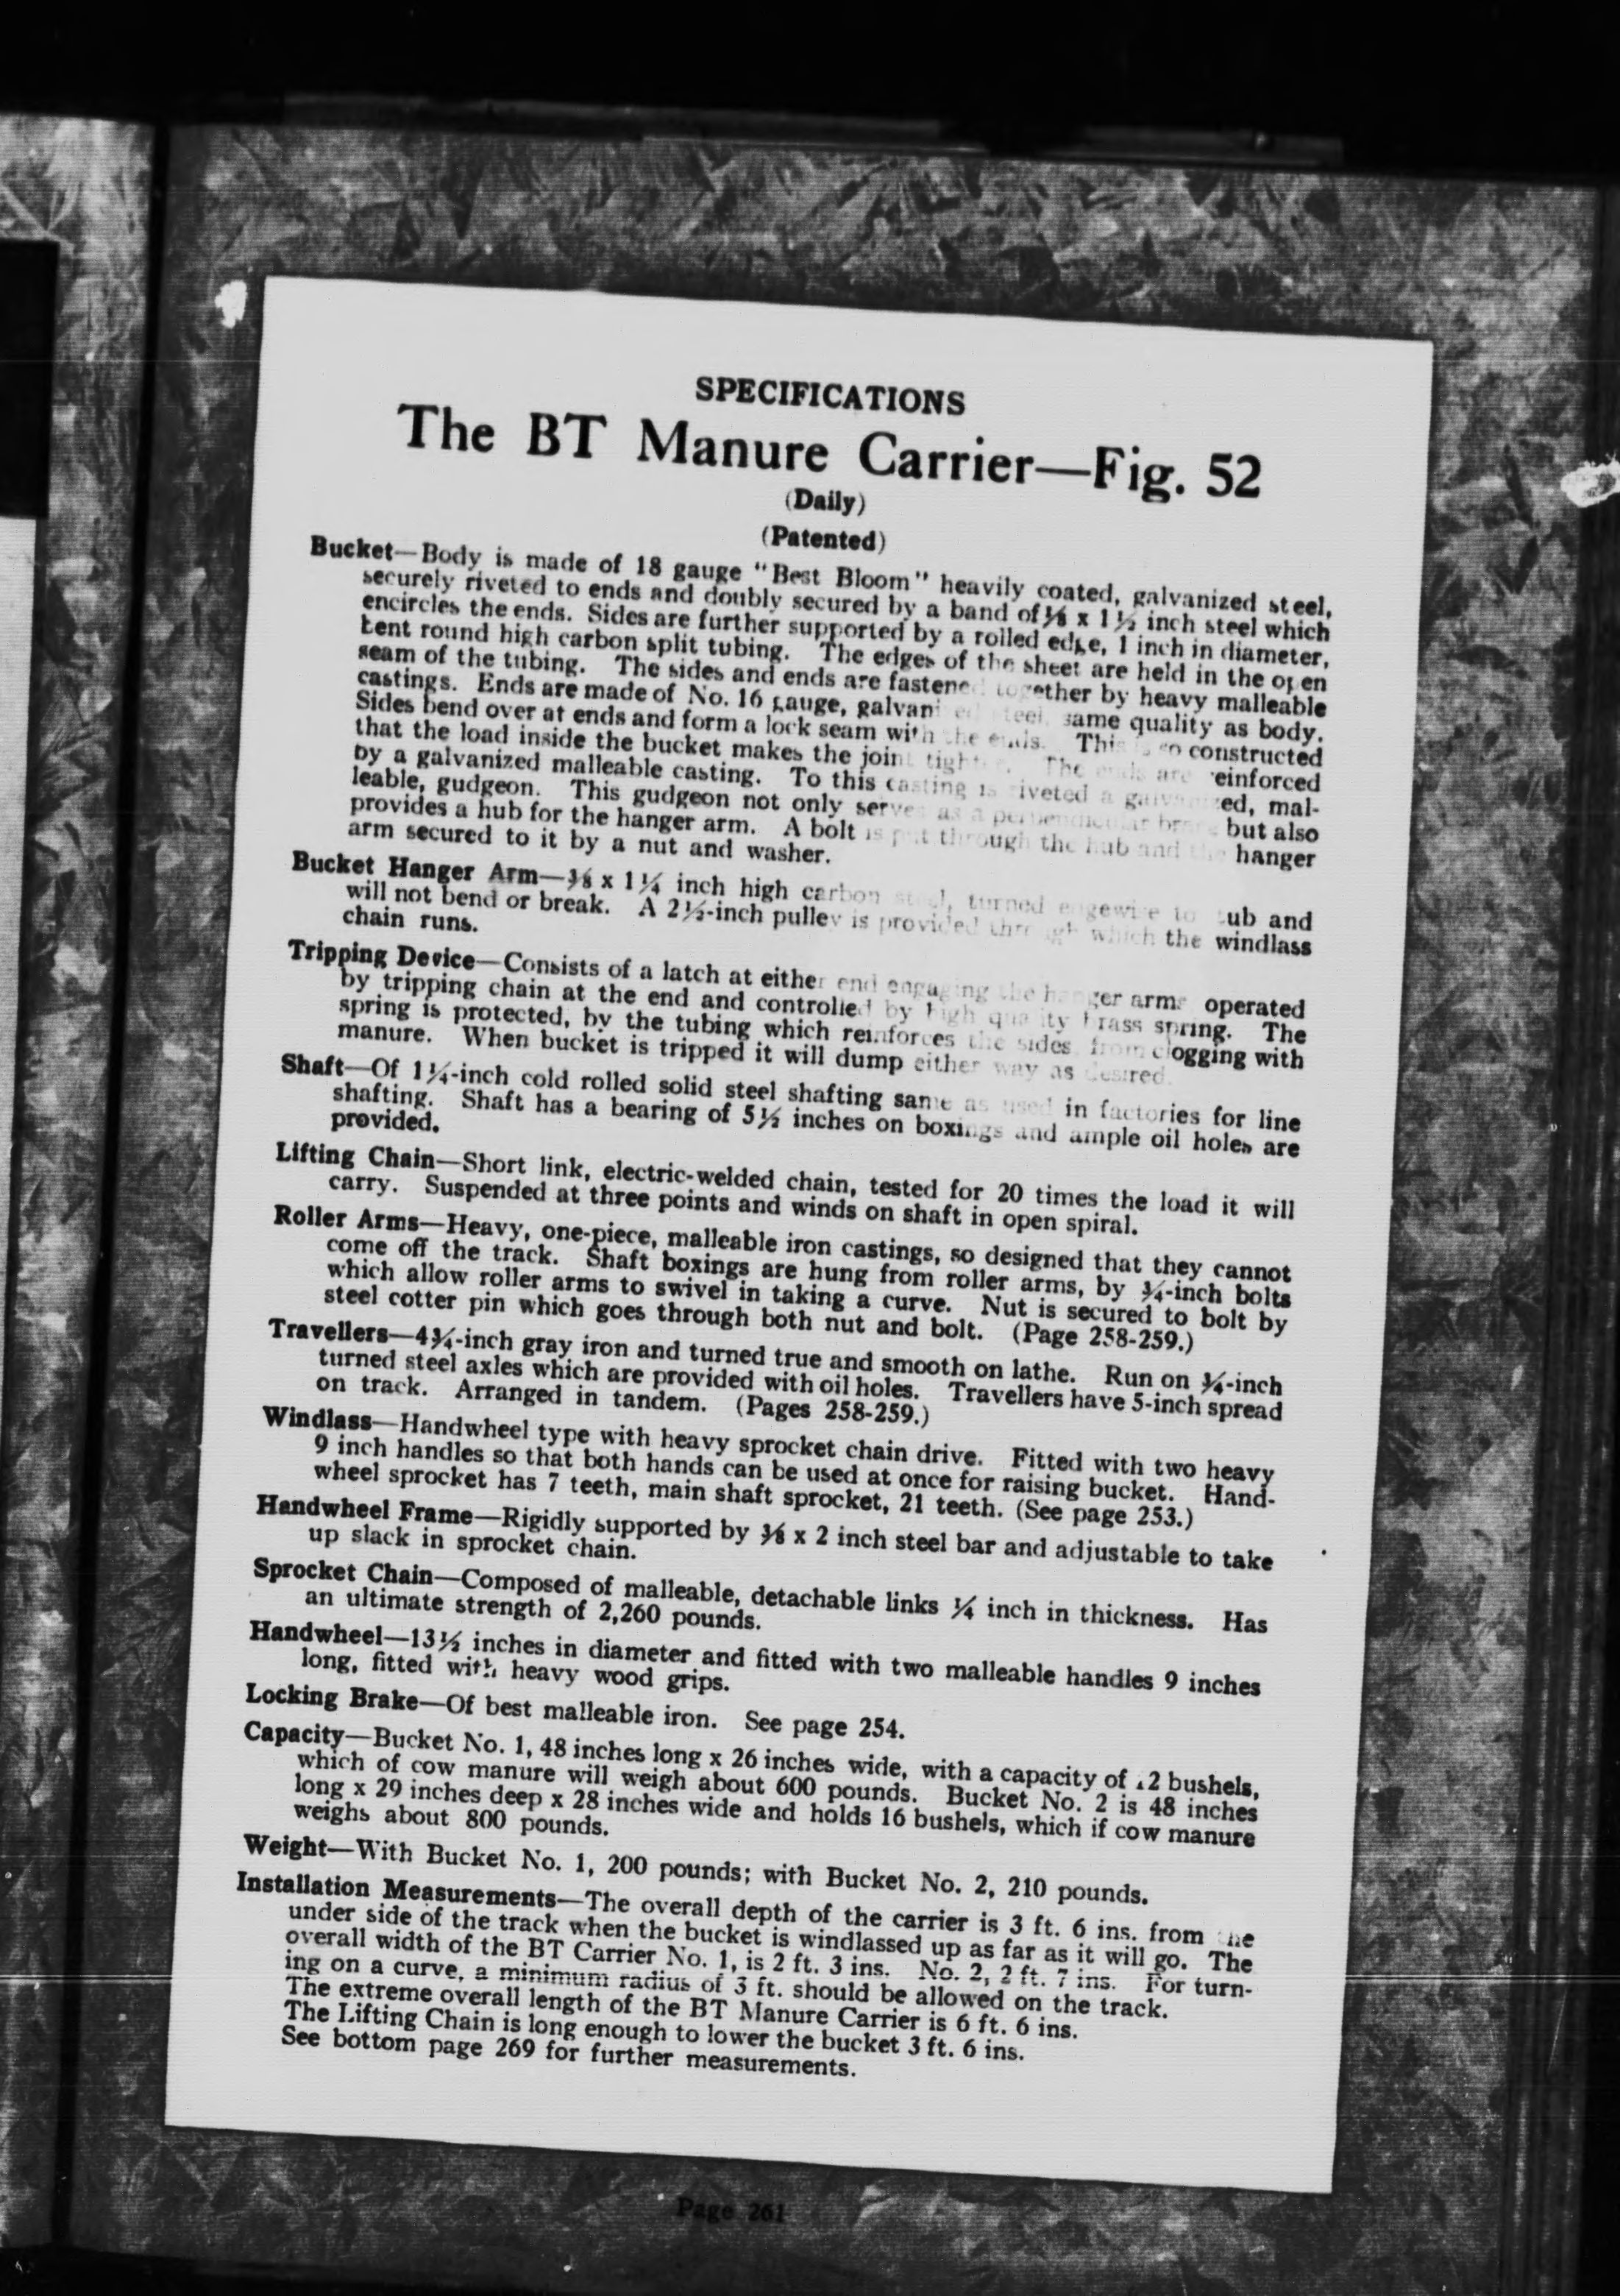 SPECIFICATIONS
The BT Manure Carrier—Fig. 52
(Daily)
(Patented)
Bucket—Body is made of 18 gauge "Best Bloom" heavily coated, galvanized steel,
securely riveted to ends and doubly secured by a band of ⅛ x 1½ inch steel which
encircles the ends. Sides are further supported by a rolled edge, 1 inch in diameter,
bent round high carbon split tubing. The edges of the sheet are held in the open
seam of the tubing. The sides and ends are fastened together by heavy malleable
castings. Ends are made of No. 16 gauge, galvanized steel, same quality as body.
Sides bend over at ends and form a lock seam with the ends. This is so constructed
that the load inside the bucket makes the joint tighter. The ends are reinforced
by a galvanized malleable casting. To this casting is riveted a galvanized, mal-
leable, gudgeon. This gudgeon not only serves as a perpendicular brace but also
provides a hub for the hanger arm. A bolt is put through the hub and the hanger
arm secured to it by a nut and washer.
Bucket Hanger Arm—⅜ x 1¼ inch high carbon steel, turned edgewise to tub and
will not bend or break. A 2½-inch pulley is provided through which the windlass
chain runs.
Tripping Device—Consists of a latch at either end engaging the hanger arms operated
by tripping chain at the end and controlled by high quality brass spring. The
spring is protected, by the tubing which reinforces the sides, from clogging with
manure. When bucket is tripped it will dump either way as desired.
Shaft—Of 1¼-inch cold rolled solid steel shafting same as used in factories for line
shafting. Shaft has a bearing of 5½ inches on boxings and ample oil holes are
provided.
Lifting Chain—Short link, electric-welded chain, tested for 20 times the load it will
carry. Suspended at three points and winds on shaft in open spiral.
Roller Arms—Heavy, one-piece, malleable iron castings, so designed that they cannot
come off the track. Shaft boxings are hung from roller arms, by ¾-inch bolts
which allow roller arms to swivel in taking a curve. Nut is secured to bolt by
steel cotter pin which goes through both nut and bolt. (Page 258-259.)
Travellers—4¾-inch gray iron and turned true and smooth on lathe. Run on ¾-inch
turned steel axles which are provided with oil holes. Travellers have 5-inch spread
on track. Arranged in tandem. (Pages 258-259.)
Windlass—Handwheel type with heavy sprocket chain drive. Fitted with two heavy
9 inch handles so that both hands can be used at once for raising bucket. Hand-
wheel sprocket has 7 teeth, main shaft sprocket, 21 teeth. (See page 253.)
Handwheel Frame—Rigidly supported by ⅜ x 2 inch steel bar and adjustable to take
up slack in sprocket chain.
Sprocket Chain—Composed of malleable, detachable links ¼ inch in thickness. Has
an ultimate strength of 2,260 pounds.
Handwheel—13½ inches in diameter and fitted with two malleable handles 9 inches
long, fitted with heavy wood grips.
Locking Brake—Of best malleable iron. See page 254.
Capacity—Bucket No. 1, 48 inches long x 26 inches wide, with a capacity of 12 bushels,
which of cow manure will weigh about 600 pounds. Bucket No. 2 is 48 inches
long x 29 inches deep x 28 inches wide and holds 16 bushels, which if cow manure
weighs about 800 pounds.
Weight—With Bucket No. 1, 200 pounds; with Bucket No. 2, 210 pounds.
Installation Measurements—The overall depth of the carrier is 3 ft. 6 ins. from the
under side of the track when the bucket is windlassed up as far as it will go. The
overall width of the BT Carrier No. 1, is 2 ft. 3 ins. No. 2, 2 ft. 7 ins. For turn-
ing on a curve, a minimum radius of 3 ft. should be allowed on the track.
The extreme overall length of the BT Manure Carrier is 6 ft. 6 ins.
The Lifting Chain is long enough to lower the bucket 3 ft. 6 ins.
See bottom page 269 for further measurements.
Page 261